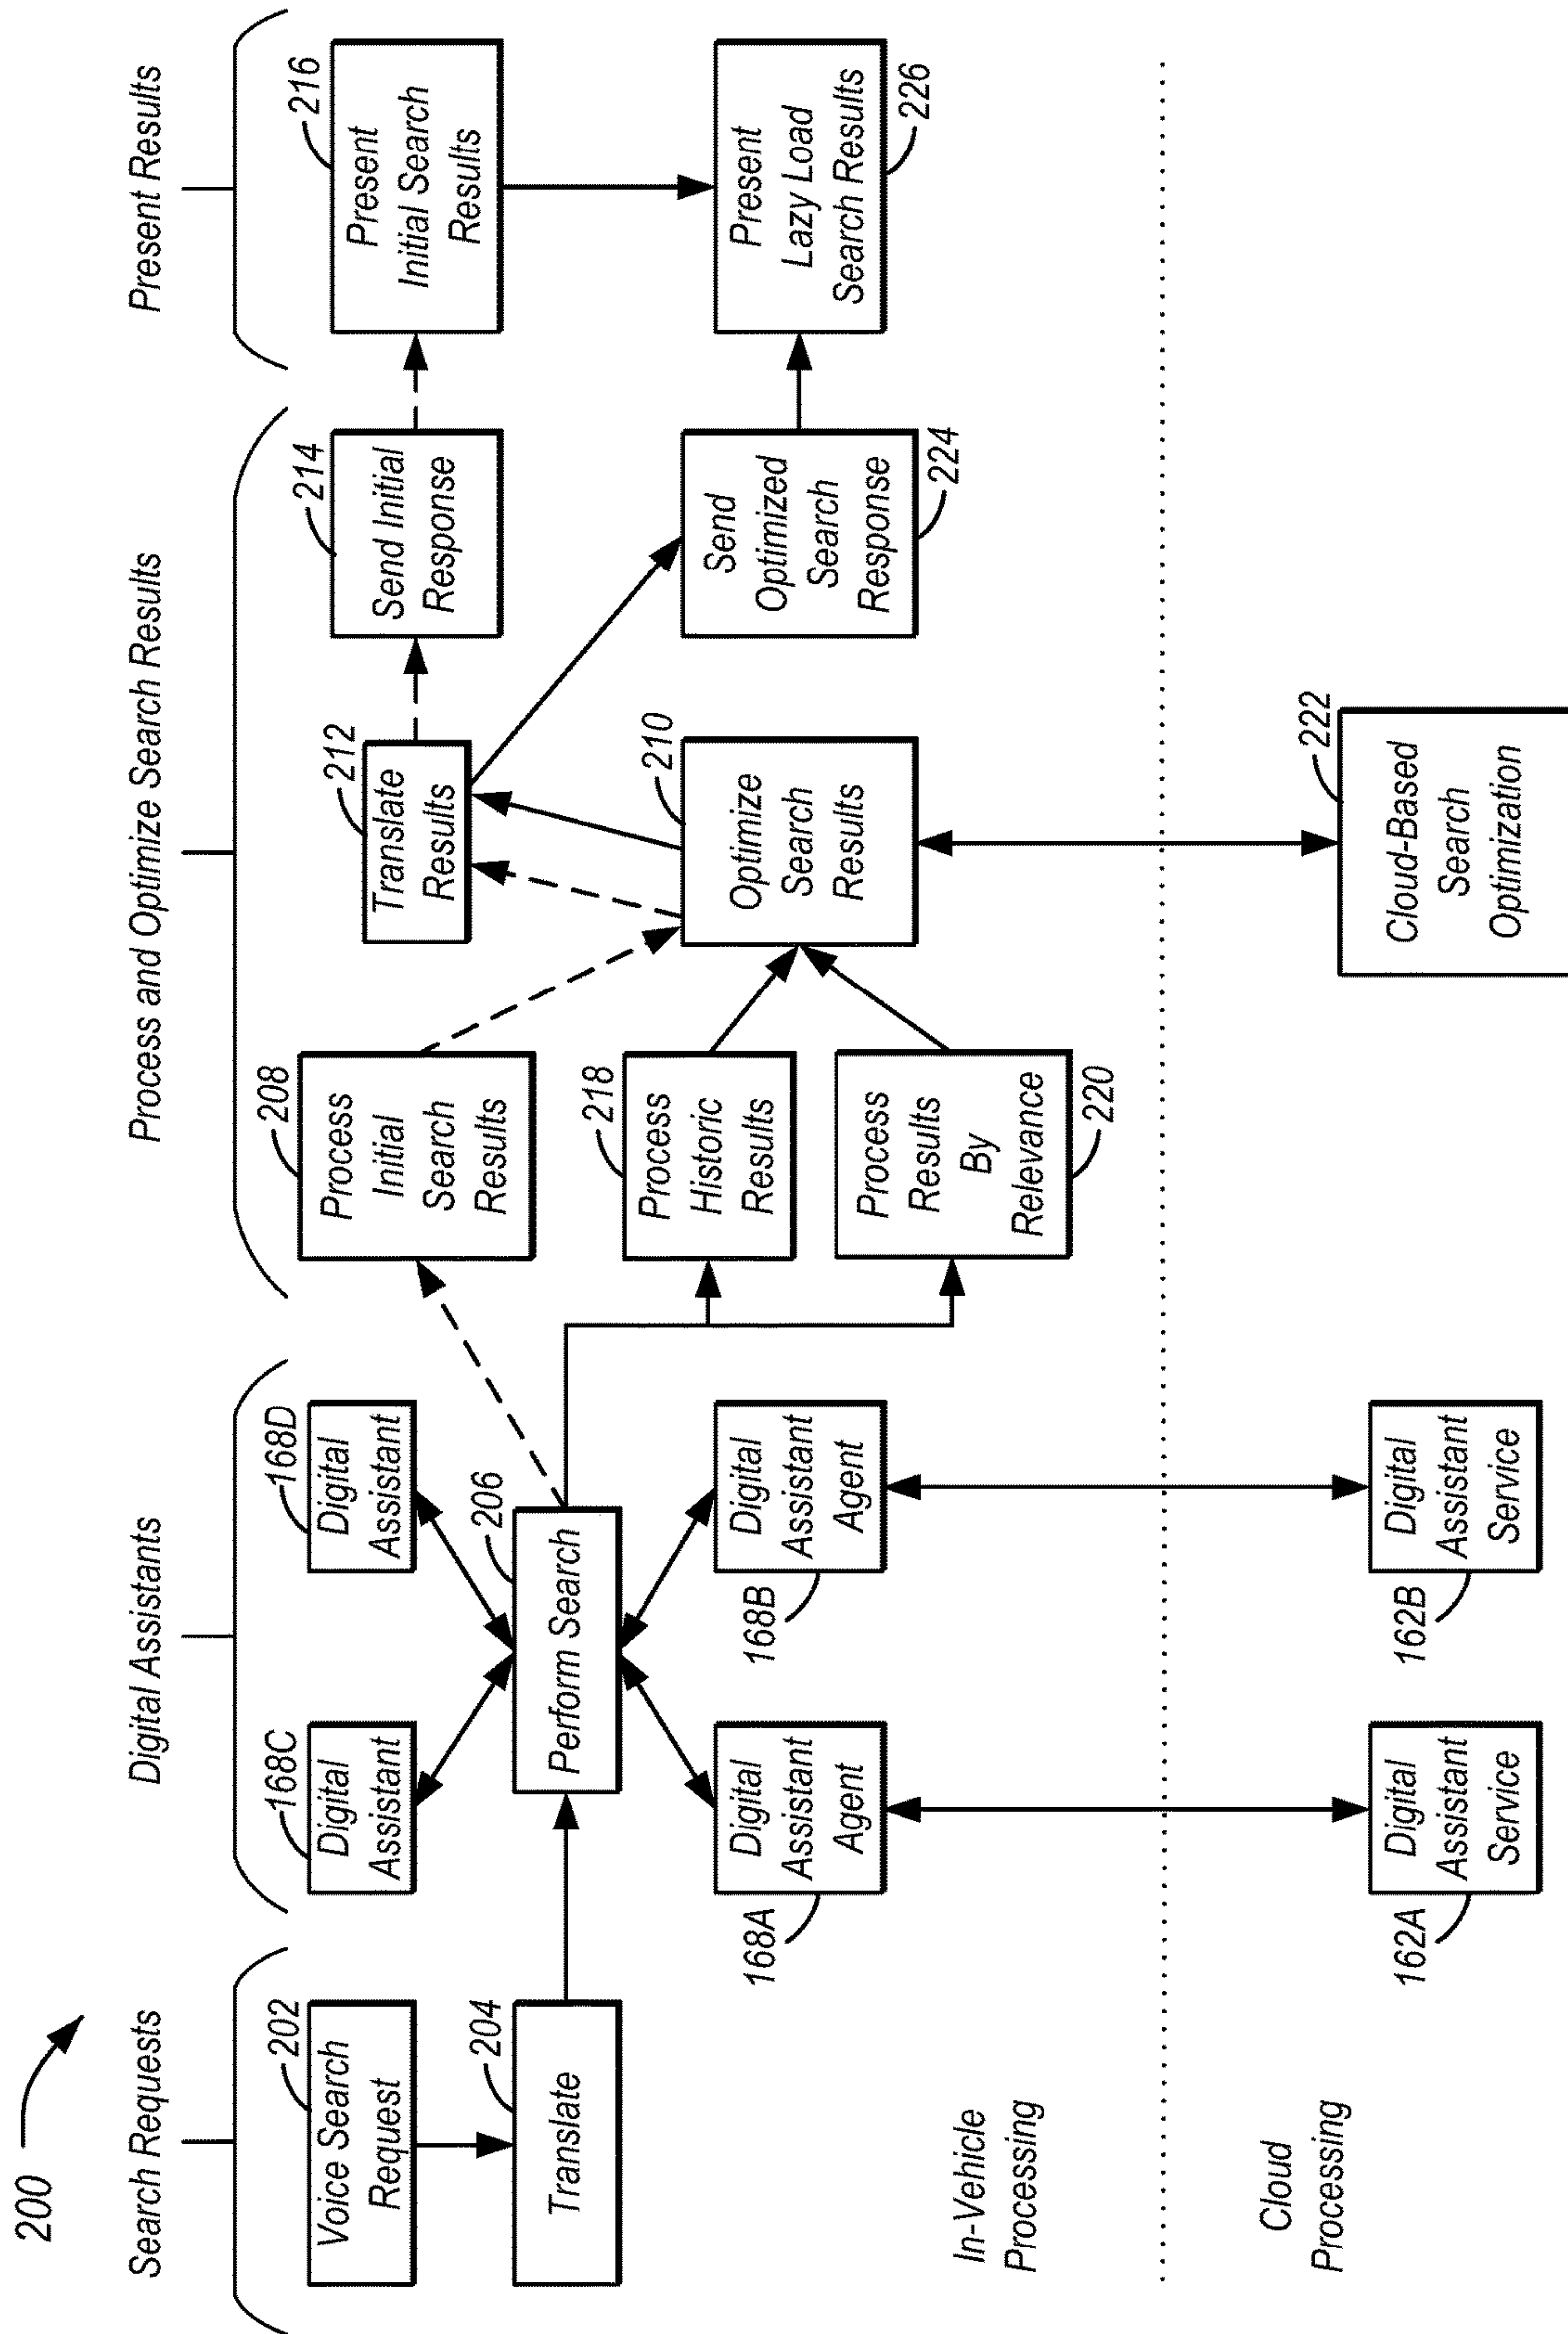 200
Search Requests
Digital Assistants
Process and Optimize Search Results
Present Results
202
Voice Search
Request
204
Translate
168C
Digital
Assistant
168D
Digital
Assistant
206
Perform Search
Digital
Assistant
Agent
168A
Digital
Assistant
Agent
168B
208
Process
Initial
Search
Results
218
Process
Historic
Results
Process
Results
By
Relevance
220
212
Translate
Results
210
Optimize
Search
Results
214
Send Initial
Response
Send
Optimized
Search
Response
224
216
Present
Initial Search
Results
Present
Lazy Load
Search Results
226
In-Vehicle
Processing
Cloud
Processing
Digital
Assistant
Service
162A
Digital
Assistant
Service
162B
222
Cloud-Based
Search
Optimization